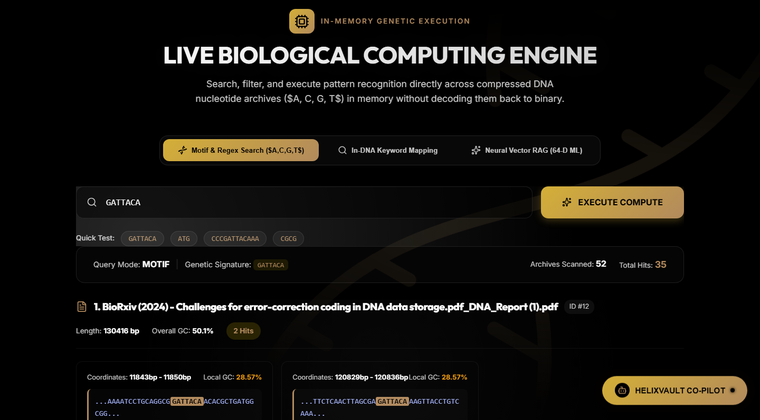 IN-MEMORY GENETIC EXECUTION
LIVE BIOLOGICAL COMPUTING ENGINE
Search, filter, and execute pattern recognition directly across compressed DNA
nucleotide archives ($A, C, G, T$) in memory without decoding them back to binary.
Motif & Regex Search ($A,C,G,T$) In-DNA Keyword Mapping Neural Vector RAG (64-D ML)
GATTACA EXECUTE COMPUTE
Quick Test: GATTACA ATG CCCGATTACAAA CGCG
Query Mode: MOTIF Genetic Signature: GATTACA Archives Scanned: 52 Total Hits: 35
1. BioRxiv (2024) - Challenges for error-correction coding in DNA data storage.pdf_DNA_Report (1).pdf ID #12
Length: 130416 bp Overall GC: 50.1% 2 Hits
Coordinates: 11843bp - 11850bp Local GC: 28.57% Coordinates: 120829bp - 120836bp Local GC: 28.57%
...AAAATCCTGCAGGCGGATTACAACACGCTGATGG ...TTCTCAACTTAGCGAGATTACAAAGTTACCTGTC
CGG... AAA...
HELIXVAULT CO-PILOT